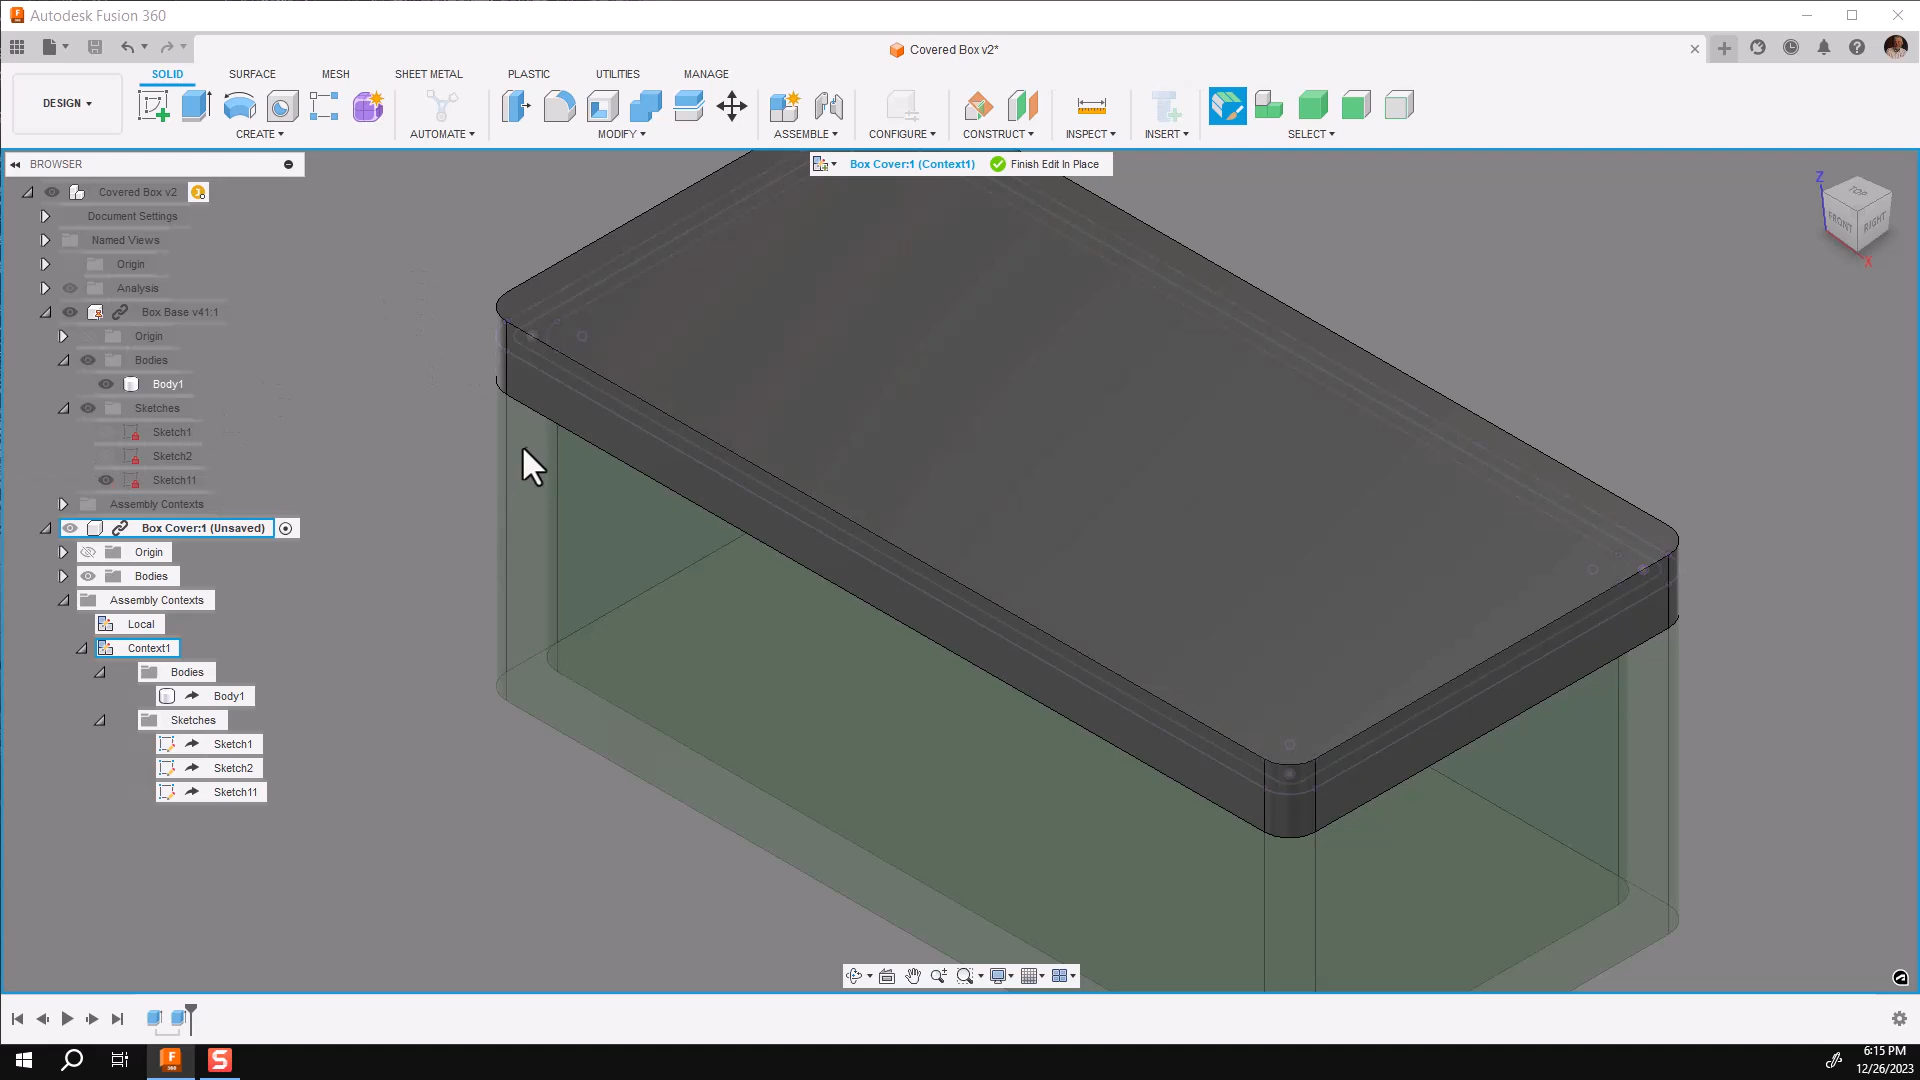 Autodesk Fusion 360
Covered Box v2*
DESIGN
SOLID
SURFACE
MESH
SHEET METAL
PLASTIC
UTILITIES
MANAGE
CREATE
AUTOMATE
MODIFY
ASSEMBLE
CONFIGURE
CONSTRUCT
INSPECT
INSERT
SELECT
BROWSER
Box Cover:1 (Context1)
Finish Edit In Place
Covered Box v2
Document Settings
Named Views
Origin
Analysis
Box Base v41:1
Origin
Bodies
Body1
Sketches
Sketch1
Sketch2
Sketch11
Assembly Contexts
Box Cover:1 (Unsaved)
Origin
Bodies
Assembly Contexts
Local
Context1
Bodies
Body1
Sketches
Sketch1
Sketch2
Sketch11
Z
TOP
FRONT
RIGHT
X
F
360
S
6:15 PM
12/26/2023